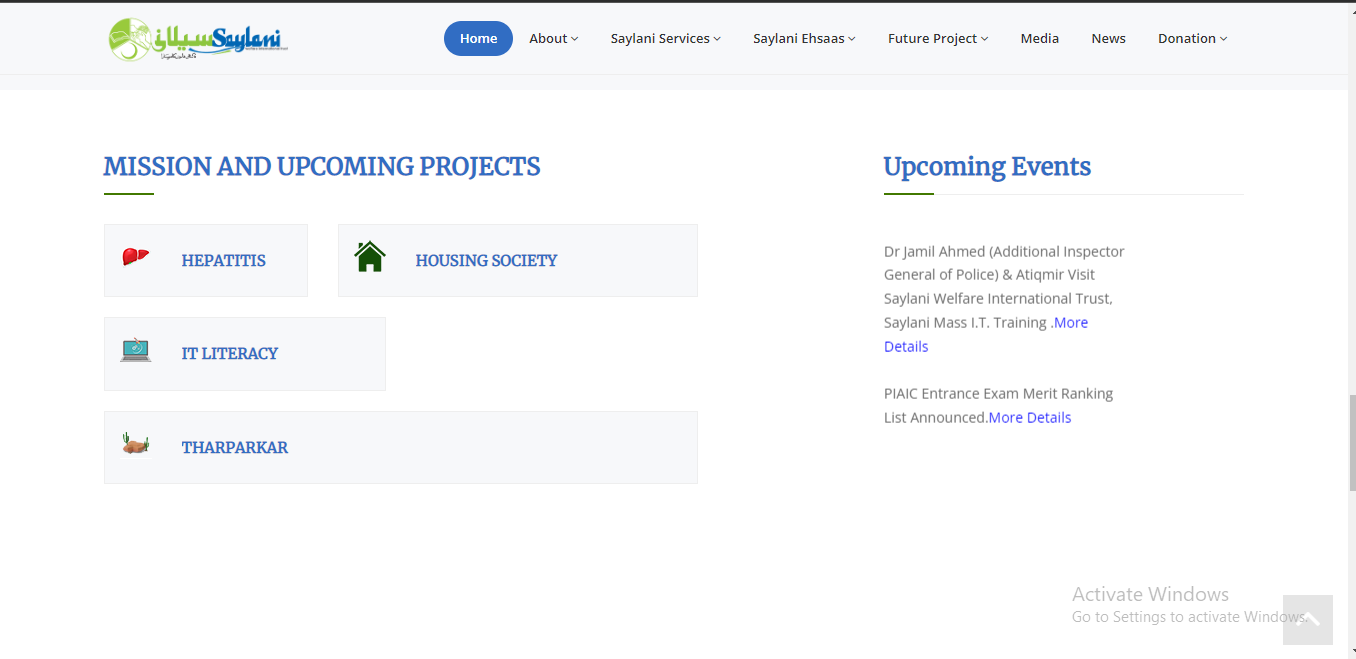 سیلانی Saylani
Home About Saylani Services Saylani Ehsaas Future Project Media News Donation
MISSION AND UPCOMING PROJECTS
HEPATITIS
HOUSING SOCIETY
IT LITERACY
THARPARKAR
Upcoming Events
Dr Jamil Ahmed (Additional Inspector
General of Police) & Atiqmir Visit
Saylani Welfare International Trust,
Saylani Mass I.T. Training .More
Details
PIAIC Entrance Exam Merit Ranking
List Announced.More Details
Activate Windows
Go to Settings to activate Windows.